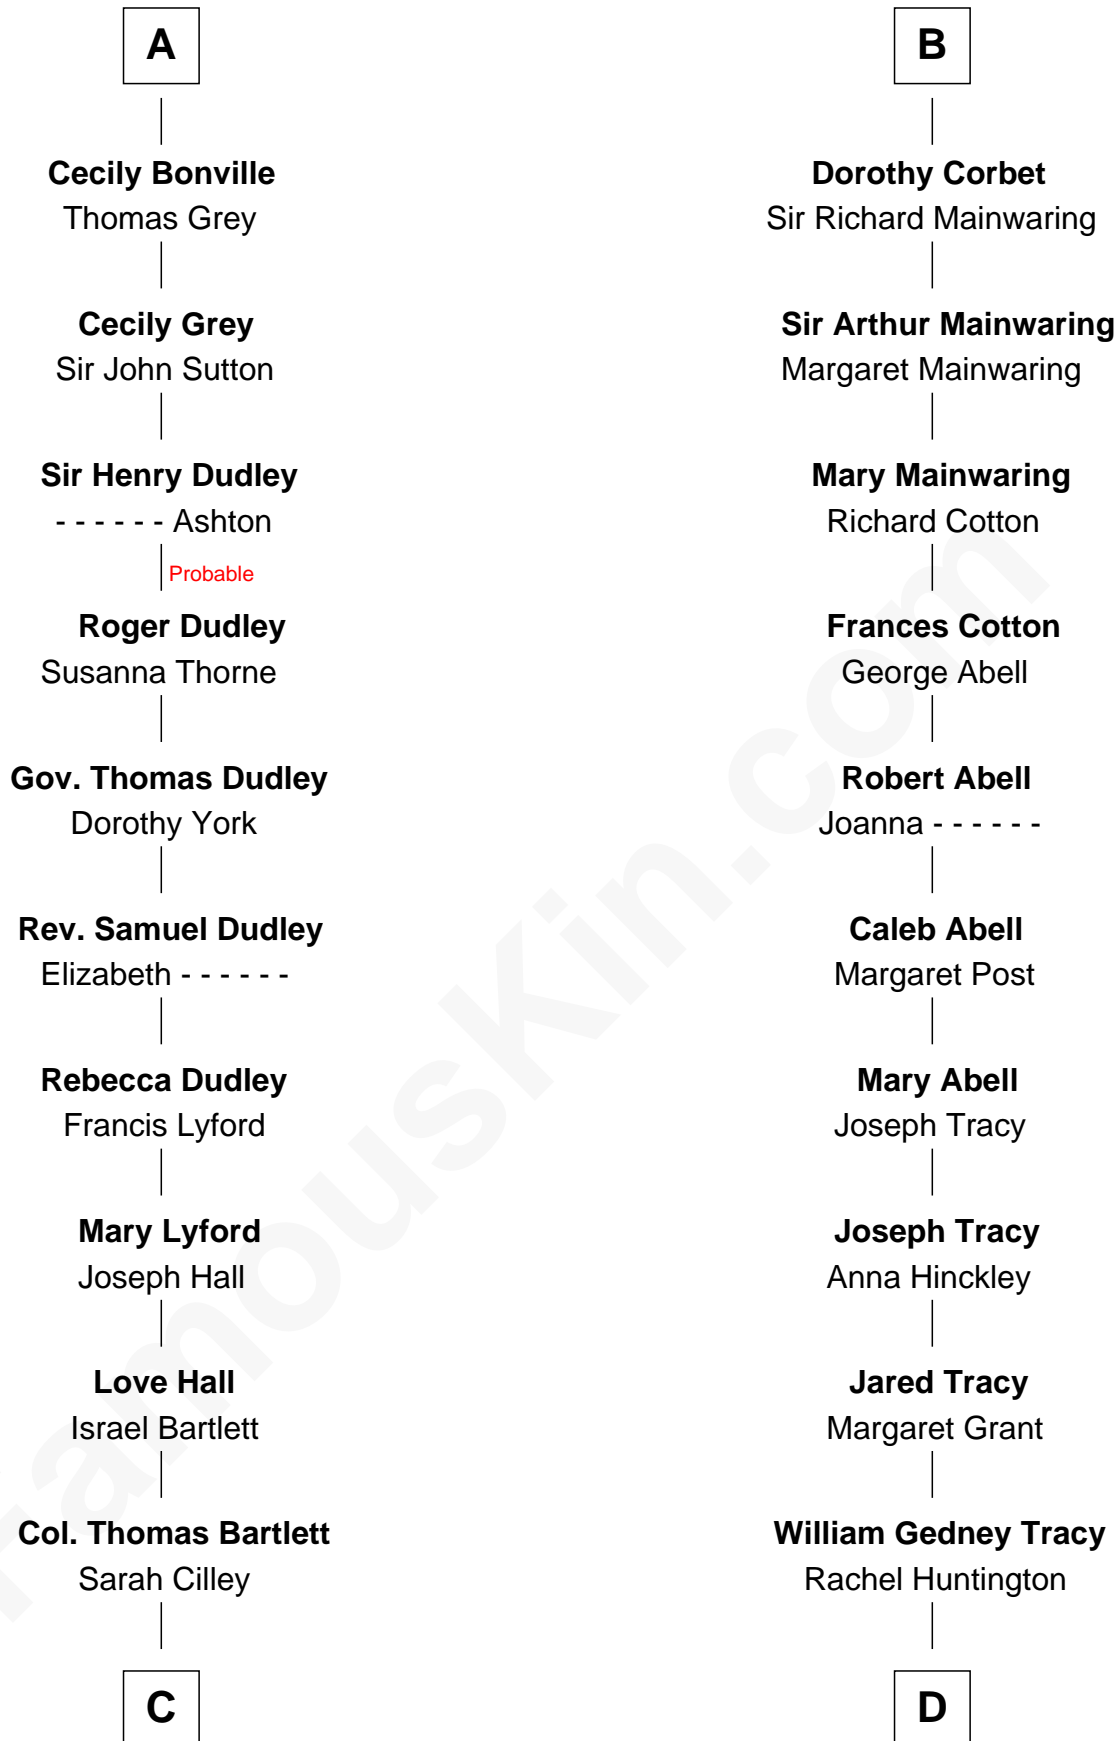 A
Cecily Bonville
Thomas Grey
Cecily Grey
Sir John Sutton
Sir Henry Dudley
- - - - - - Ashton
Probable
Roger Dudley
Susanna Thorne
Gov. Thomas Dudley
Dorothy York
Rev. Samuel Dudley
Elizabeth - - - - - -
Rebecca Dudley
Francis Lyford
Mary Lyford
Joseph Hall
Love Hall
Israel Bartlett
Col. Thomas Bartlett
Sarah Cilley
C
B
Dorothy Corbet
Sir Richard Mainwaring
Sir Arthur Mainwaring
Margaret Mainwaring
Mary Mainwaring
Richard Cotton
Frances Cotton
George Abell
Robert Abell
Joanna - - - - - -
Caleb Abell
Margaret Post
Mary Abell
Joseph Tracy
Joseph Tracy
Anna Hinckley
Jared Tracy
Margaret Grant
William Gedney Tracy
Rachel Huntington
D
FamousKin.com